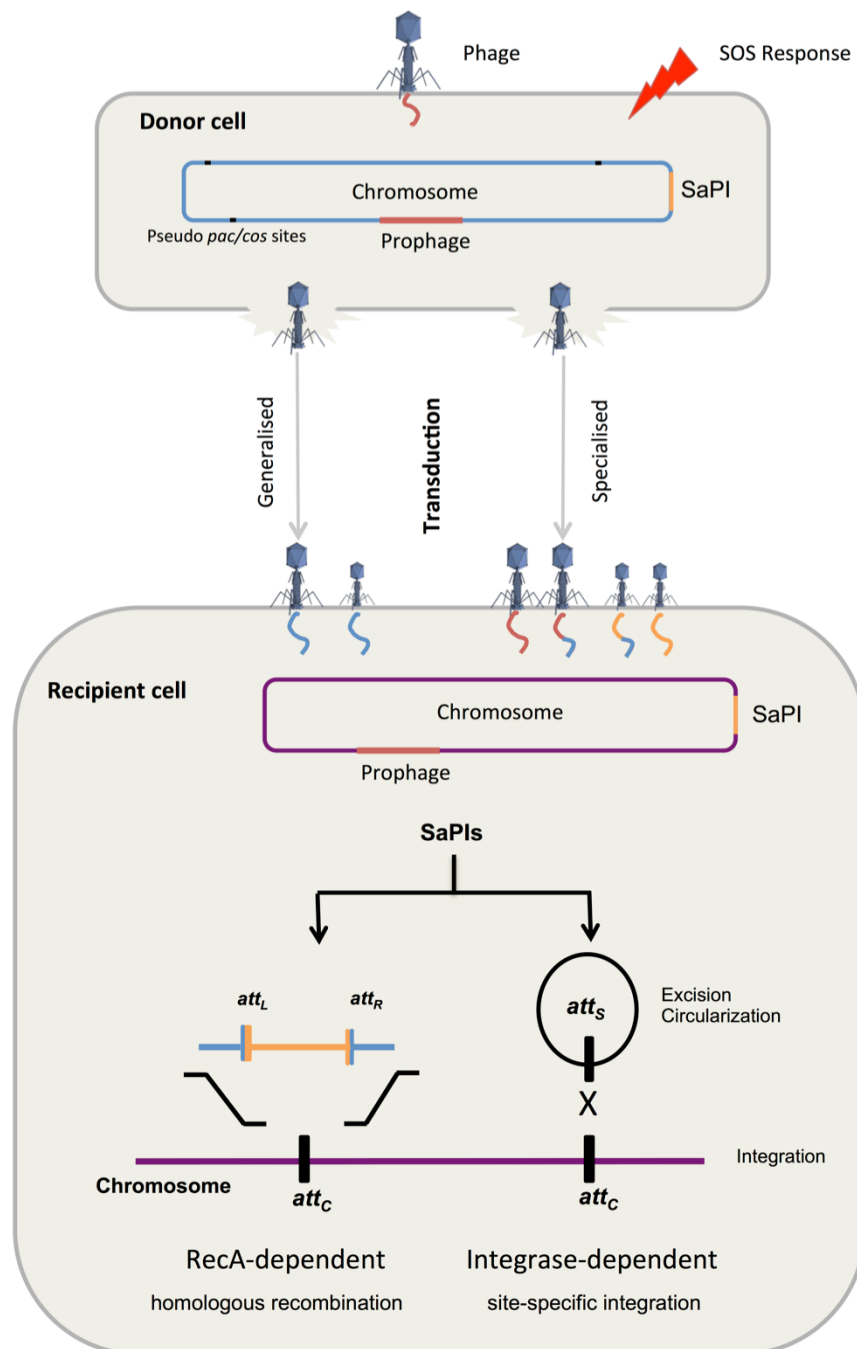 Phage
SOS Response
Donor cell
Chromosome
SaPI
Pseudo pac/cos sites
Prophage
Generalised
Transduction
Specialised
Recipient cell
Chromosome
SaPI
Prophage
SaPIs
attL
attR
attS
Excision
Circularization
X
Integration
Chromosome
attC
attC
RecA-dependent
Integrase-dependent
homologous recombination
site-specific integration